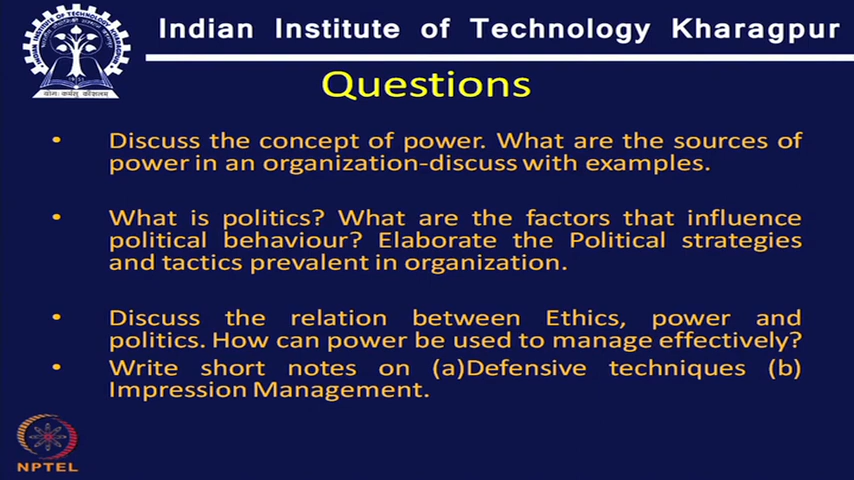 Indian Institute of Technology Kharagpur
Questions
• Discuss the concept of power. What are the sources of
power in an organization-discuss with examples.
• What is politics? What are the factors that influence
political behaviour? Elaborate the Political strategies
and tactics prevalent in organization.
• Discuss the relation between Ethics, power and
politics. How can power be used to manage effectively?
• Write short notes on (a)Defensive techniques (b)
Impression Management.
योगः कर्मसु कौशलम्
NPTEL